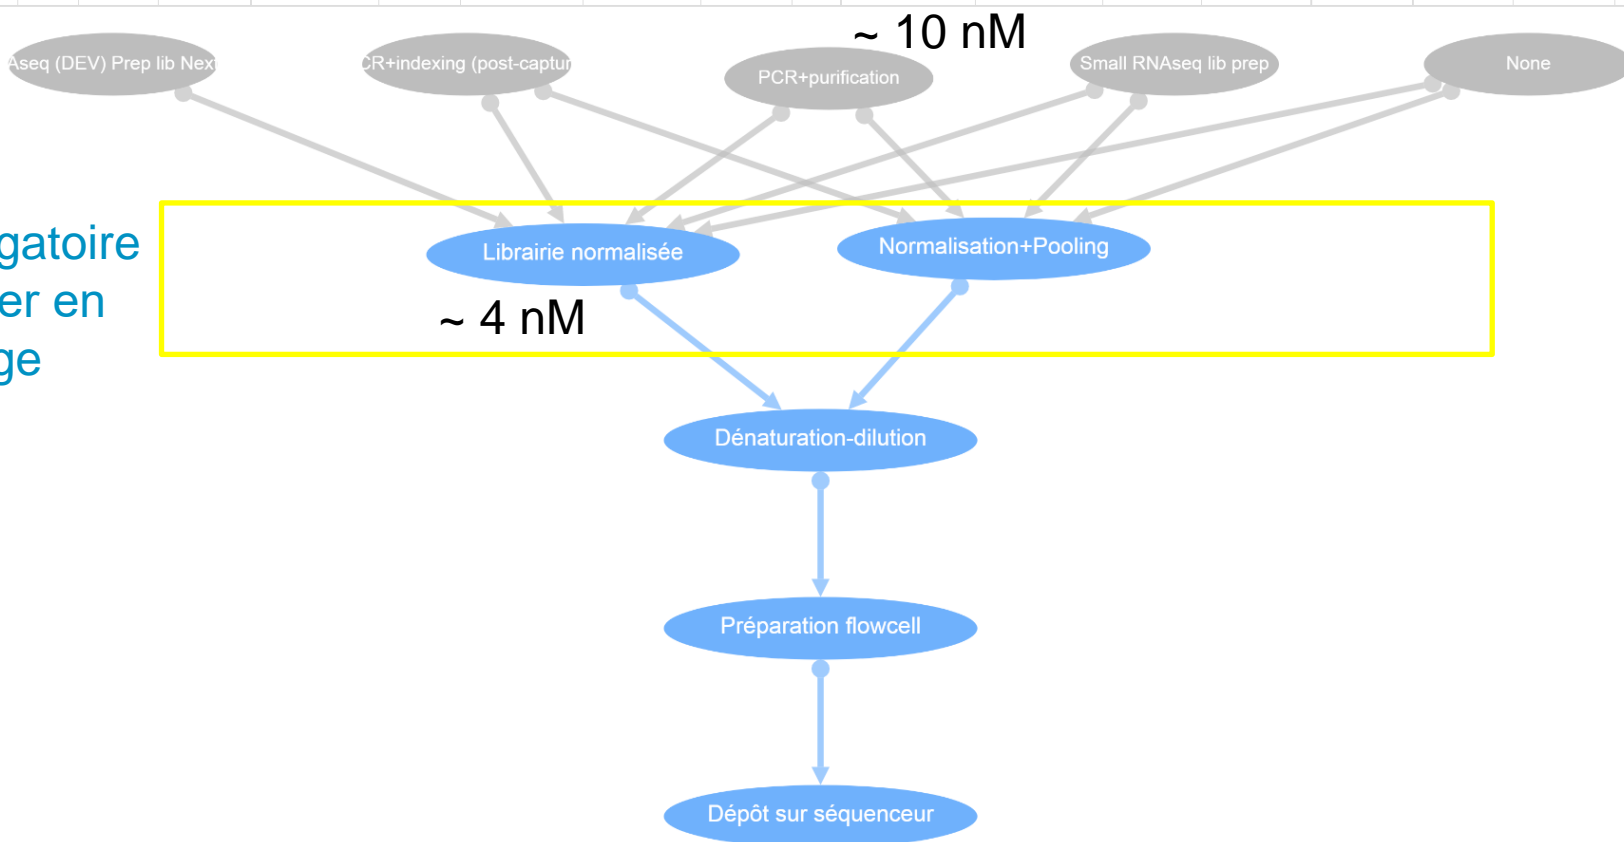 ~ 10 nM
Aseq (DEV) Prep lib Next
CR+indexing (post-captur
PCR+purification
Small RNAseq lib prep
None
gatoire
er en
ge
Librairie normalisée
Normalisation+Pooling
~ 4 nM
Dénaturation-dilution
Préparation flowcell
Dépôt sur séquenceur